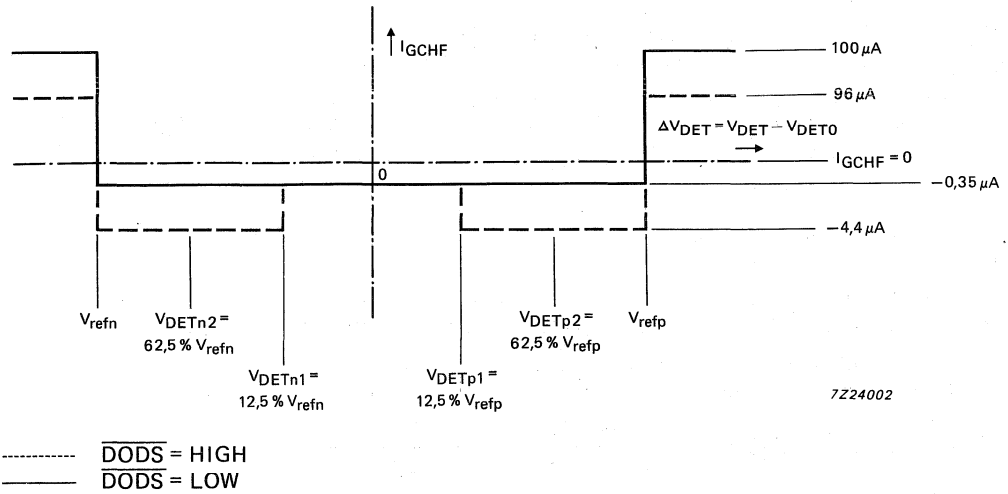 I_GCHF
100 µA
96 µA
ΔV_DET = V_DET − V_DET0
I_GCHF = 0
0
−0,35 µA
−4,4 µA
V_refn
V_DETn2 =
62,5 % V_refn
V_DETp2 =
62,5 % V_refp
V_refp
V_DETn1 =
12,5 % V_refn
V_DETp1 =
12,5 % V_refp
7Z24002
D̅O̅D̅S̅ = HIGH
D̅O̅D̅S̅ = LOW